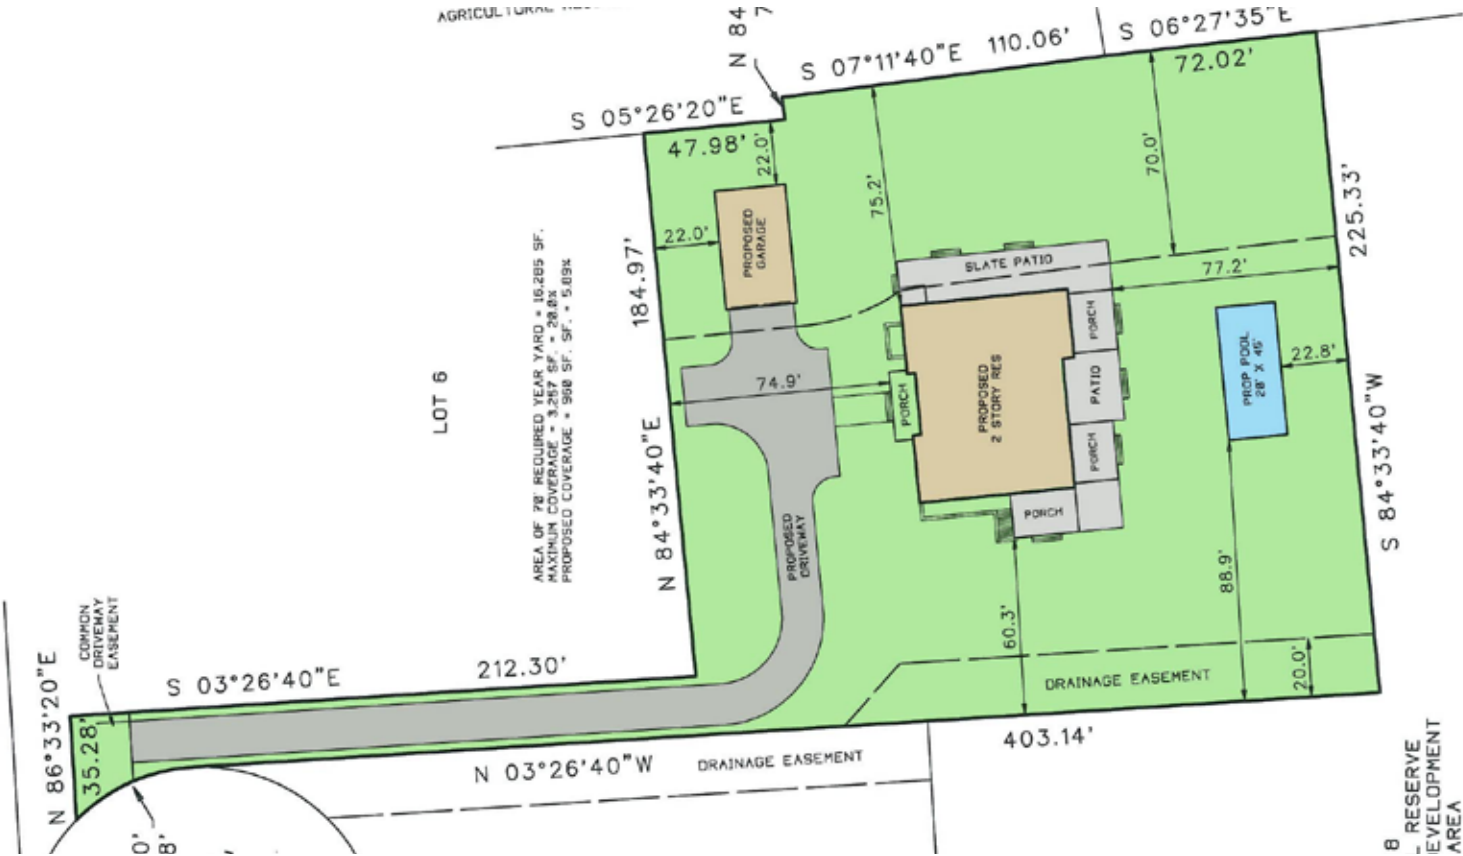 AGRICULTURAL
N 84
S 07°11'40"E 110.06'
S 06°27'35"E
72.02'
S 05°26'20"E
47.98'
22.0'
22.0'
PROPOSED
GARAGE
75.2'
70.0'
225.33'
SLATE PATIO
77.2'
184.97'
AREA OF 70' REQUIRED YEAR YARD = 16,285 SF.
MAXIMUM COVERAGE = 3,257 SF. = 20.0%
PROPOSED COVERAGE = 960 SF. SF. = 5.89%
LOT 6
74.9'
PORCH
PROPOSED
2 STORY RES
PORCH
PATIO
PORCH
PORCH
PROP POOL
20' X 45'
22.8'
N 84°33'40"E
S 84°33'40"W
PROPOSED
DRIVEWAY
60.3'
88.9'
20.0'
DRAINAGE EASEMENT
COMMON
DRIVEWAY
EASEMENT
S 03°26'40"E 212.30'
N 86°33'20"E
35.28'
403.14'
N 03°26'40"W
DRAINAGE EASEMENT
0'
8'
8
RESERVE
EVELOPMENT
AREA